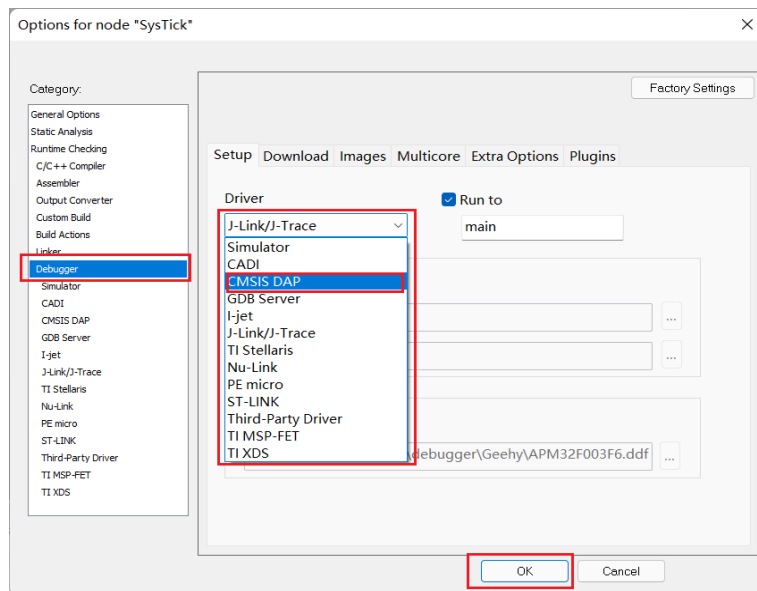 Options for node "SysTick"
Category:
Factory Settings
General Options
Static Analysis
Runtime Checking
C/C++ Compiler
Assembler
Output Converter
Custom Build
Build Actions
Linker
Debugger
Simulator
CADI
CMSIS DAP
GDB Server
I-jet
J-Link/J-Trace
TI Stellaris
Nu-Link
PE micro
ST-LINK
Third-Party Driver
TI MSP-FET
TI XDS
Setup Download Images Multicore Extra Options Plugins
Driver
Run to
J-Link/J-Trace
main
Simulator
CADI
CMSIS DAP
GDB Server
I-jet
J-Link/J-Trace
TI Stellaris
Nu-Link
PE micro
ST-LINK
Third-Party Driver
TI MSP-FET
TI XDS
...
...
\debugger\Geehy\APM32F003F6.ddf
...
OK
Cancel